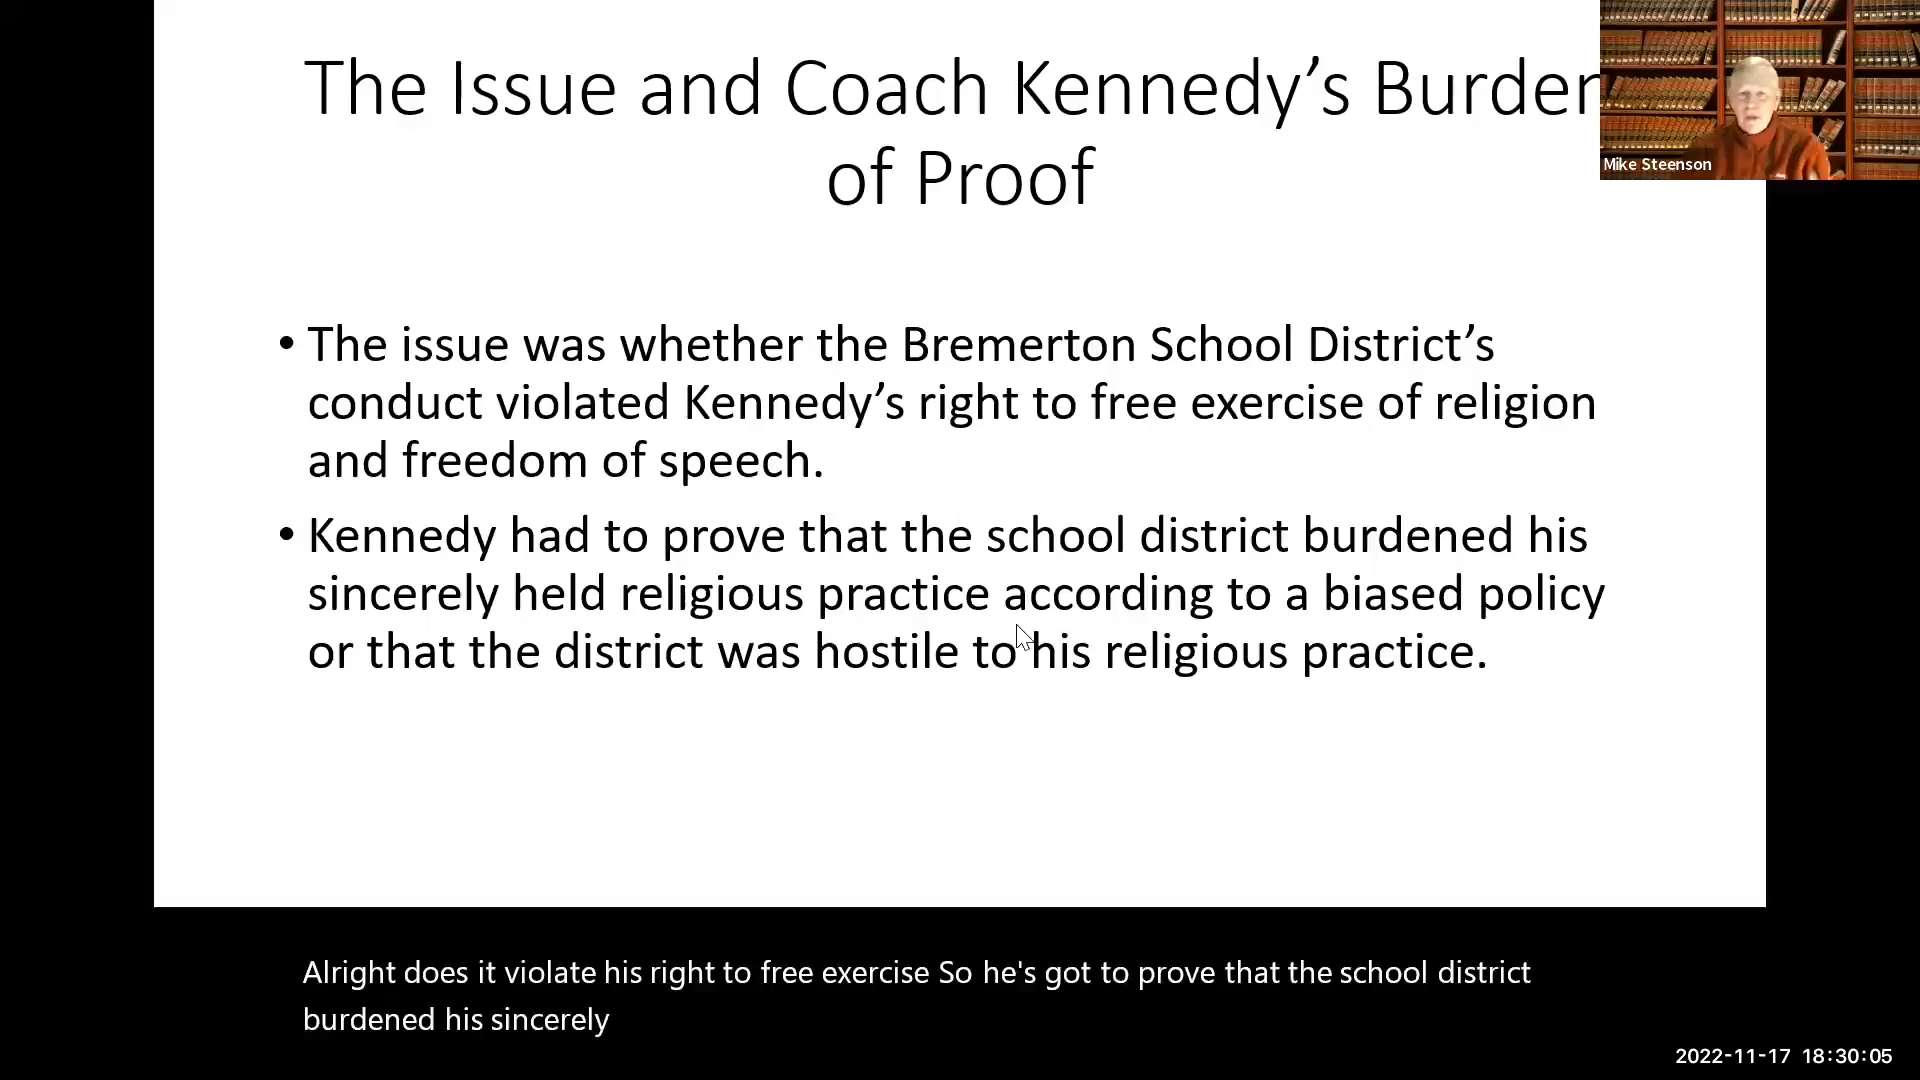 The Issue and Coach Kennedy’s Burden
of Proof
Mike Steenson
• The issue was whether the Bremerton School District’s
conduct violated Kennedy’s right to free exercise of religion
and freedom of speech.
• Kennedy had to prove that the school district burdened his
sincerely held religious practice according to a biased policy
or that the district was hostile to his religious practice.
Alright does it violate his right to free exercise So he's got to prove that the school district
burdened his sincerely
2022-11-17 18:30:05